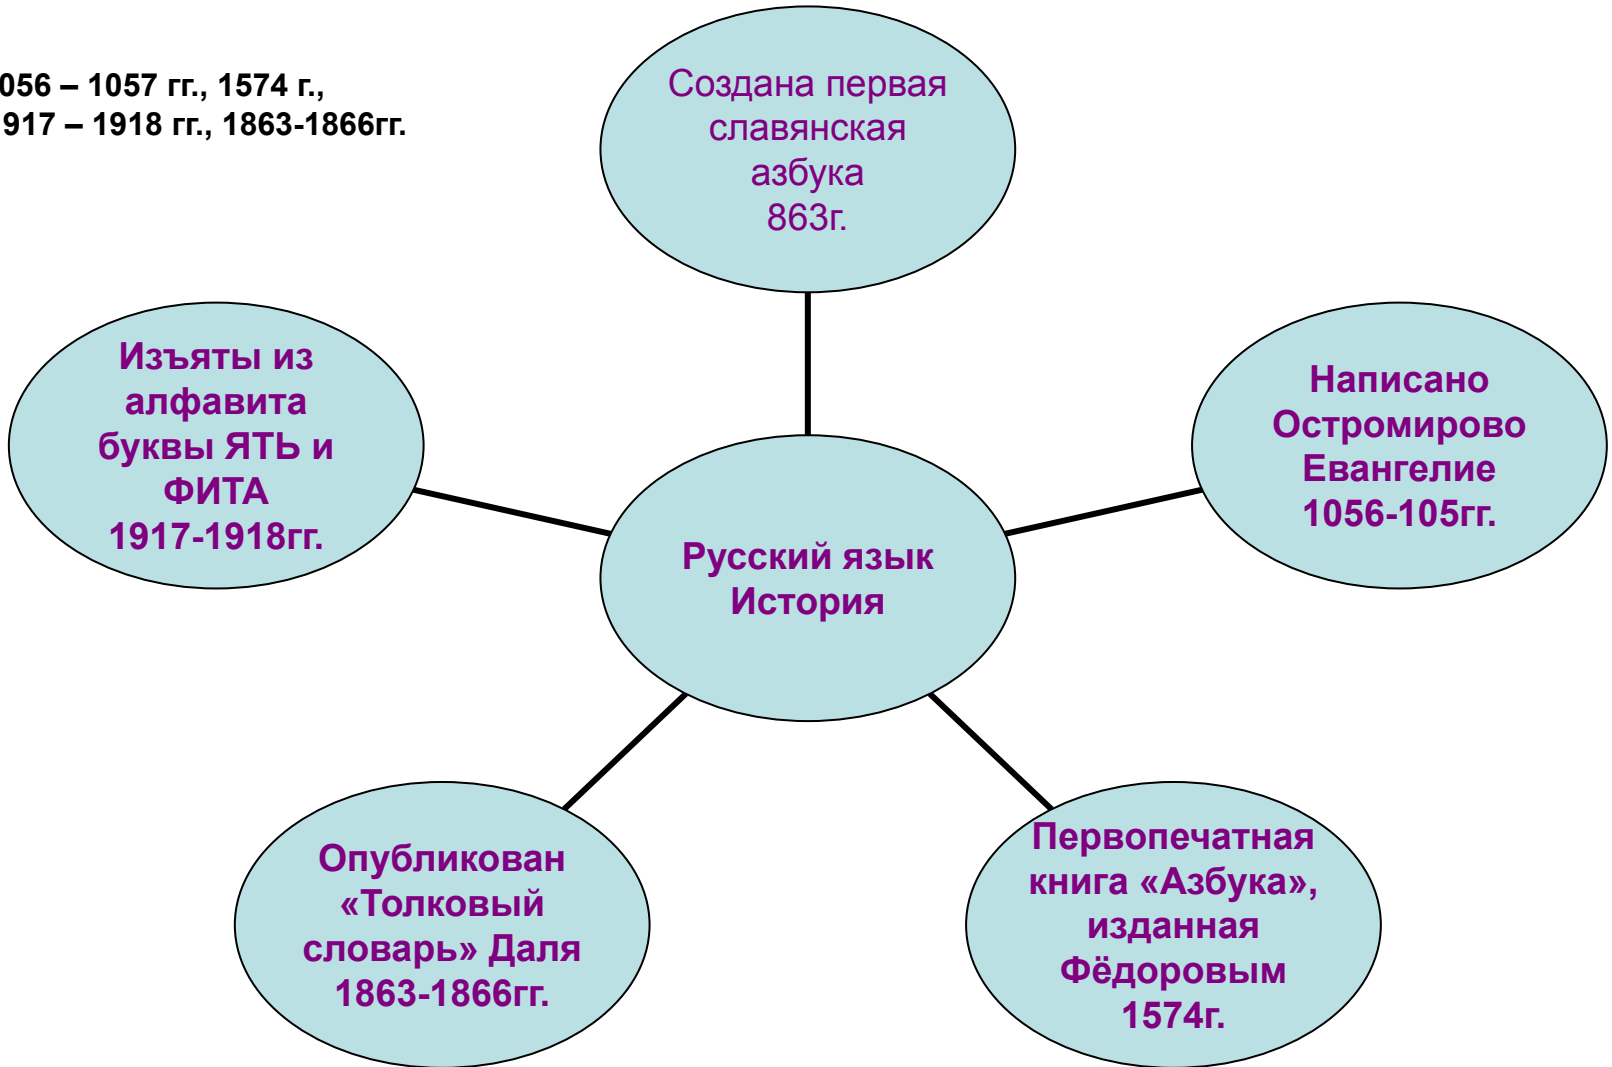 056 – 1057 гг., 1574 г.,
917 – 1918 гг., 1863-1866гг.
Создана первая
славянская
азбука
863г.
Изъяты из
алфавита
буквы ЯТЬ и
ФИТА
1917-1918гг.
Написано
Остромирово
Евангелие
1056-105гг.
Русский язык
История
Опубликован
«Толковый
словарь» Даля
1863-1866гг.
Первопечатная
книга «Азбука»,
изданная
Фёдоровым
1574г.